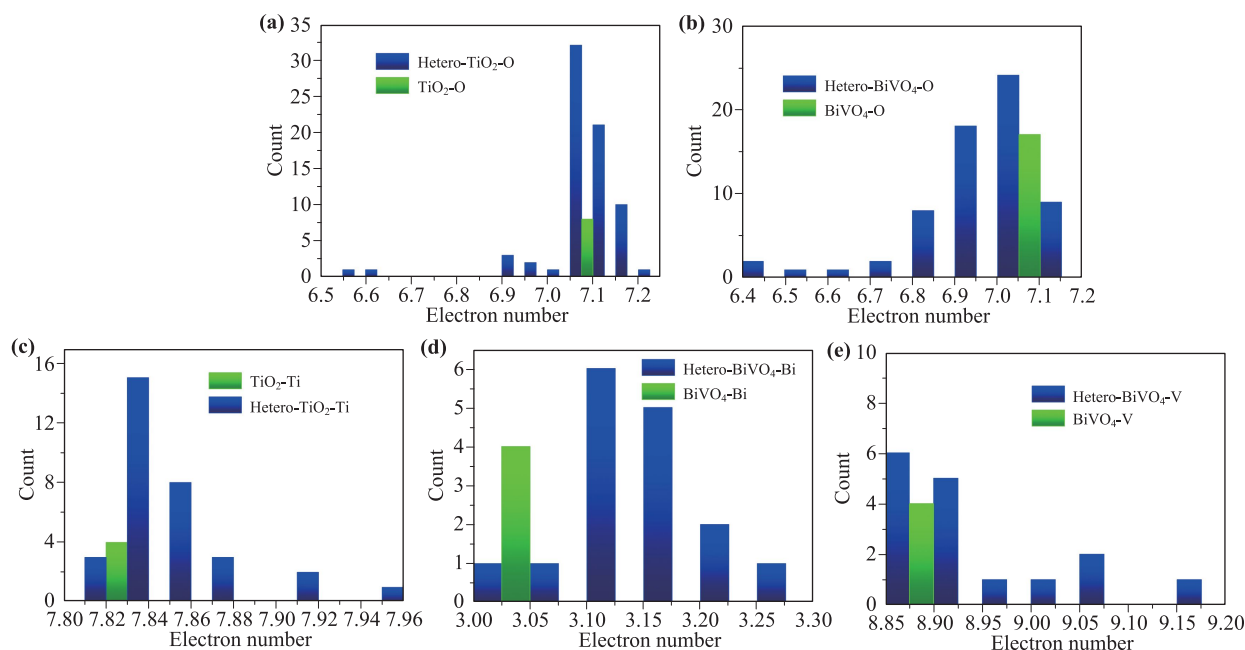 (a)
35
30
25
20
15
10
5
0
Count
Hetero-TiO₂-O
TiO₂-O
6.5 6.6 6.7 6.8 6.9 7.0 7.1 7.2
Electron number
(b)
30
20
10
0
Count
Hetero-BiVO₄-O
BiVO₄-O
6.4 6.5 6.6 6.7 6.8 6.9 7.0 7.1 7.2
Electron number
(c)
16
12
8
4
0
Count
TiO₂-Ti
Hetero-TiO₂-Ti
7.80 7.82 7.84 7.86 7.88 7.90 7.92 7.94 7.96
Electron number
(d)
6
5
4
3
2
1
0
Count
Hetero-BiVO₄-Bi
BiVO₄-Bi
3.00 3.05 3.10 3.15 3.20 3.25 3.30
Electron number
(e)
10
8
6
4
2
0
Count
Hetero-BiVO₄-V
BiVO₄-V
8.85 8.90 8.95 9.00 9.05 9.10 9.15 9.20
Electron number